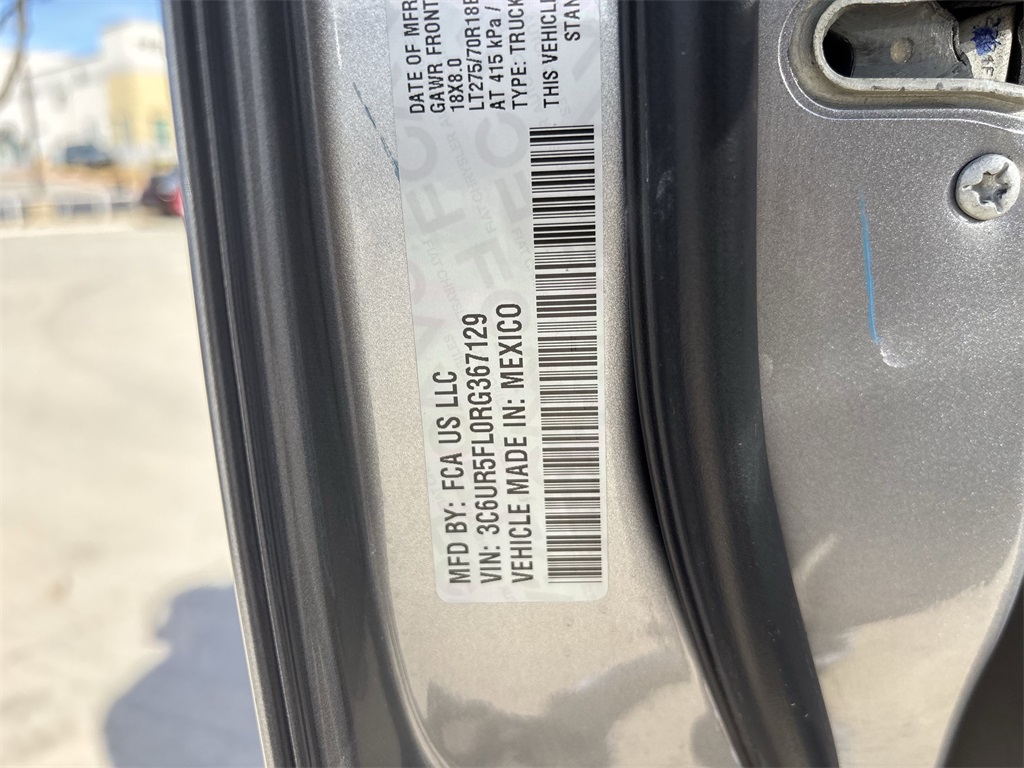 MFD BY: FCA US LLC
VIN: 3C6UR5FL0RG367129
VEHICLE MADE IN: MEXICO
DATE OF MFR
GAWR FRONT
18X8.0
LT275/70R18E
AT 415 kPa /
TYPE: TRUCK
THIS VEHICLE
STAN